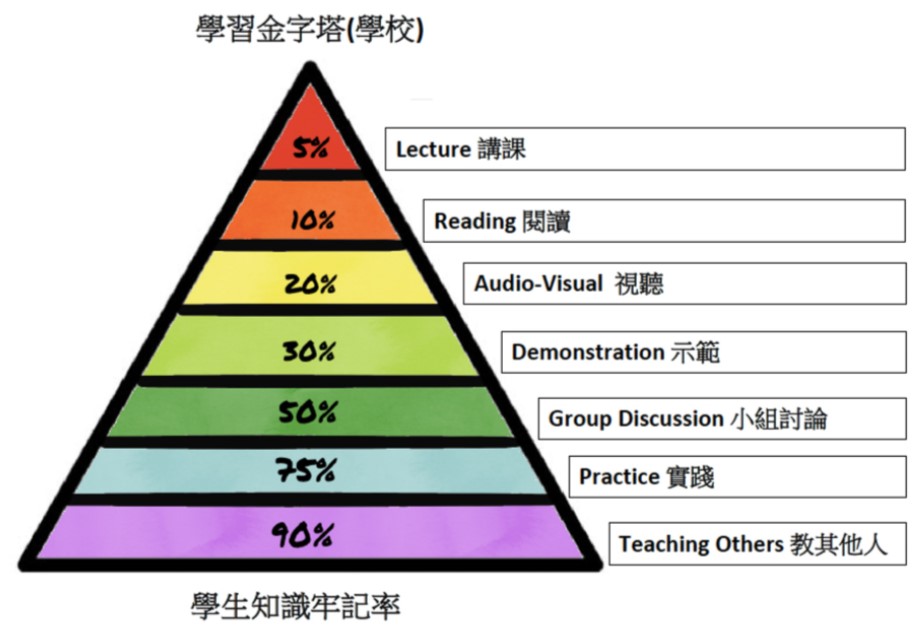 學習金字塔(學校)
5% Lecture 講課
10% Reading 閱讀
20% Audio-Visual 視聽
30% Demonstration 示範
50% Group Discussion 小組討論
75% Practice 實踐
90% Teaching Others 教其他人
學生知識牢記率